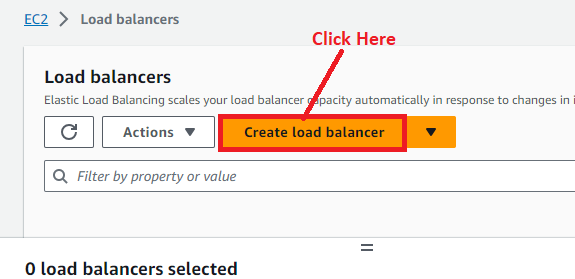 EC2 > Load balancers
Click Here
Load balancers
Elastic Load Balancing scales your load balancer capacity automatically in response to changes in i
Actions
Create load balancer
Filter by property or value
0 load balancers selected